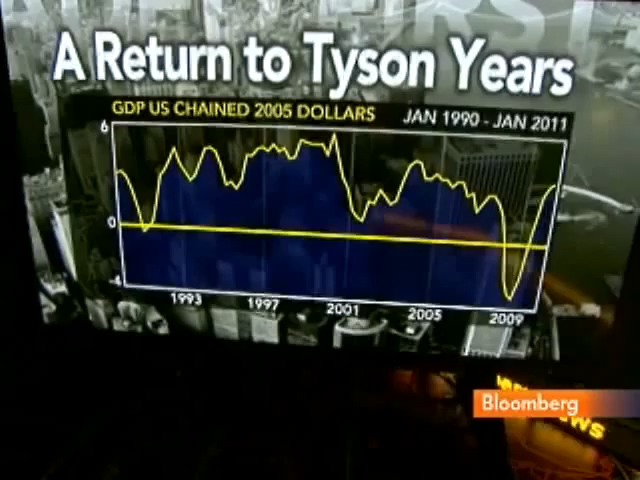 A Return to Tyson Years
GDP US CHAINED 2005 DOLLARS JAN 1990 - JAN 2011
6
0
1993 1997 2001 2005 2009
Bloomberg